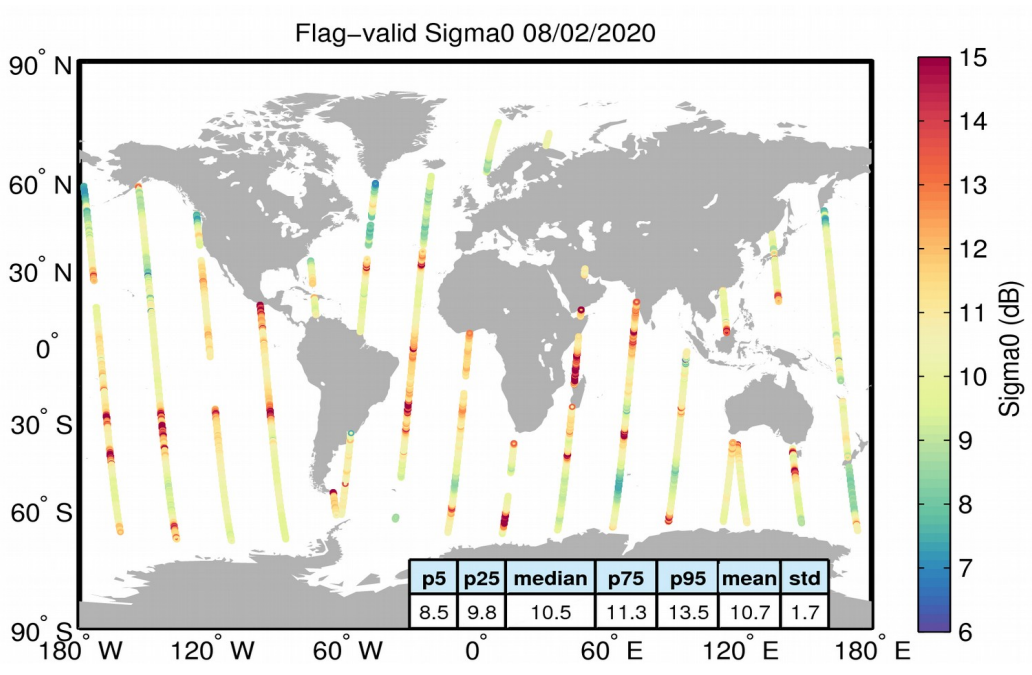 Flag-valid Sigma0 08/02/2020
90° N
60° N
30° N
0°
30° S
60° S
90° S
180° W 120° W 60° W 0° 60° E 120° E 180° E
p5 p25 median p75 p95 mean std
8.5 9.8 10.5 11.3 13.5 10.7 1.7
15
14
13
12
11
10
9
8
7
6
Sigma0 (dB)